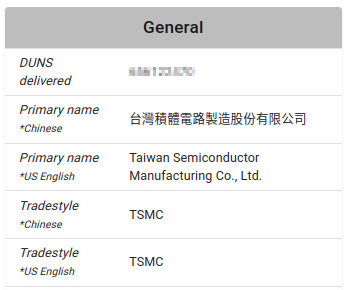 General
DUNS
delivered
Primary name
*Chinese
台灣積體電路製造股份有限公司
Primary name
*US English
Taiwan Semiconductor
Manufacturing Co., Ltd.
Tradestyle
*Chinese
TSMC
Tradestyle
*US English
TSMC